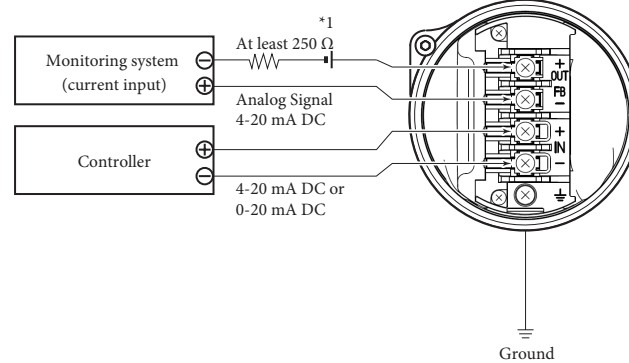 *1
At least 250 Ω
Monitoring system
(current input)
Analog Signal
4-20 mA DC
Controller
4-20 mA DC or
0-20 mA DC
+
OUT
FB
−
+
IN
−
Ground